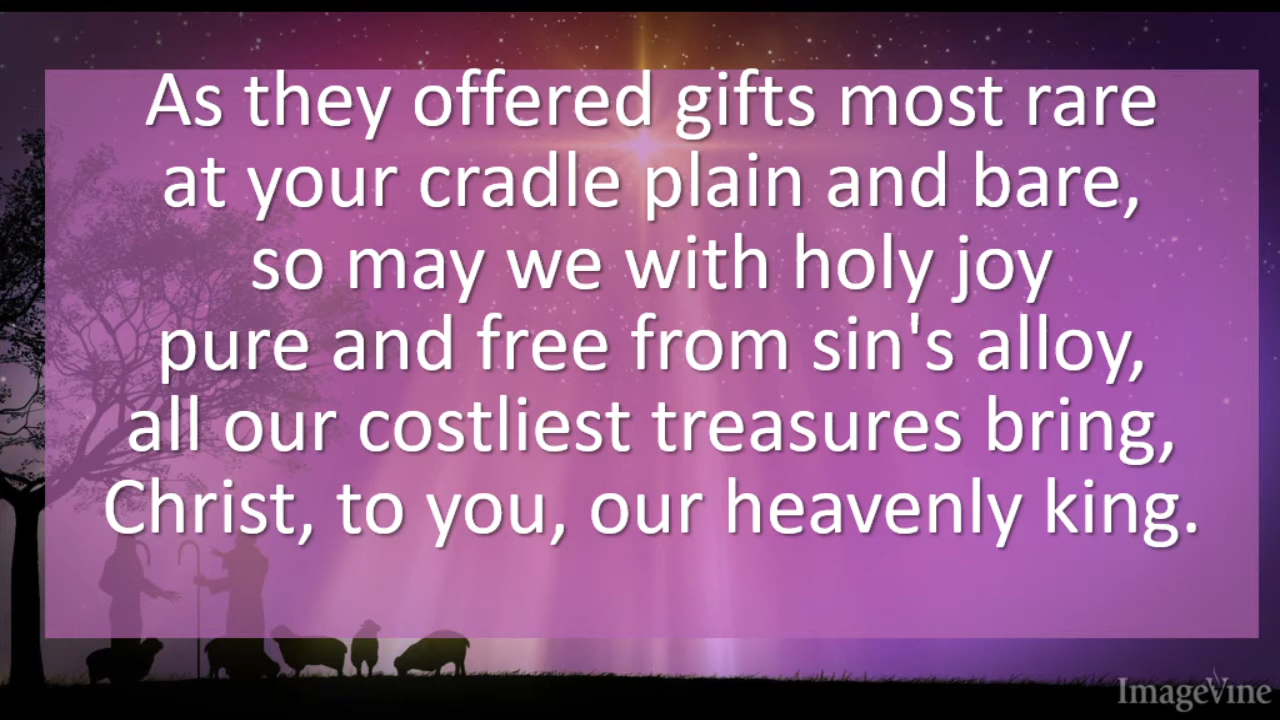 As they offered gifts most rare
at your cradle plain and bare,
so may we with holy joy
pure and free from sin's alloy,
all our costliest treasures bring,
Christ, to you, our heavenly king.
ImageVine